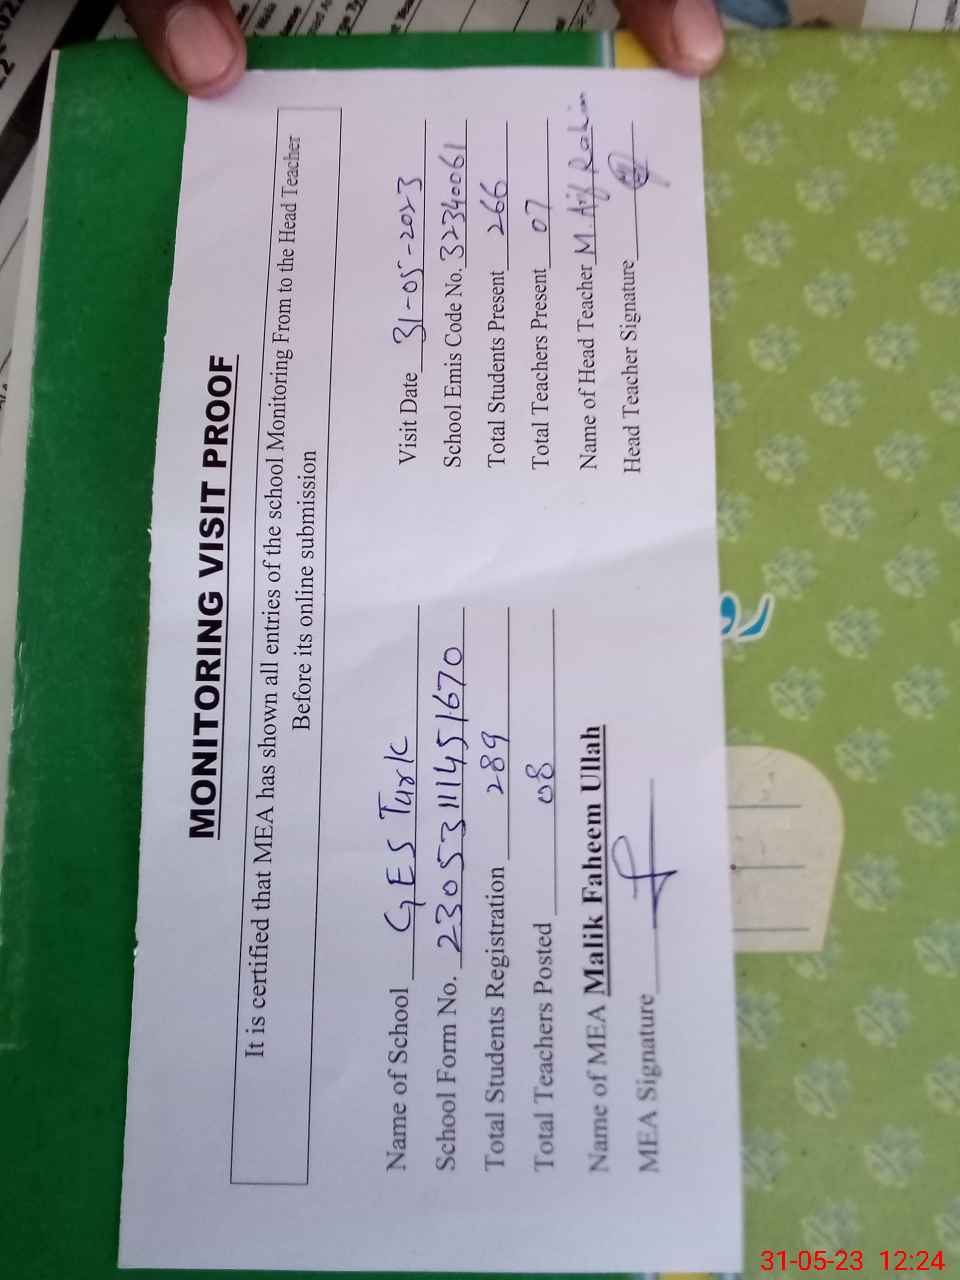 MONITORING VISIT PROOF
It is certified that MEA has shown all entries of the school Monitoring From to the Head Teacher
Before its online submission
Name of School GES Turk
Visit Date 31-05-2023
School Form No. 23053111451670
School Emis Code No. 32340061
Total Students Registration 289
Total Students Present 266
Total Teachers Posted 08
Total Teachers Present 07
Name of MEA Malik Faheem Ullah
Name of Head Teacher M. Arif Rahim
MEA Signature
Head Teacher Signature
31-05-23 12:24